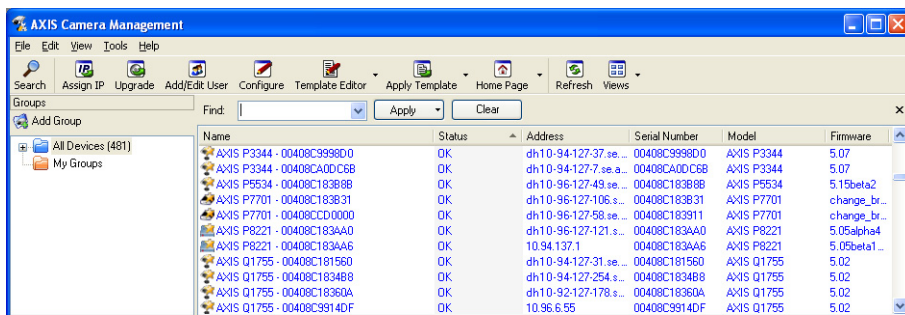 AXIS Camera Management
File Edit View Tools Help
Search Assign IP Upgrade Add/Edit User Configure Template Editor Apply Template Home Page Refresh Views
Groups
Find: Apply Clear
Add Group
All Devices (481)
My Groups
Name Status Address Serial Number Model Firmware
AXIS P3344 - 00408C9998D0 OK dh10-94-127-37.se.... 00408C9998D0 AXIS P3344 5.07
AXIS P3344 - 00408CA0DC6B OK dh10-94-127-7.se.a... 00408CA0DC6B AXIS P3344 5.07
AXIS P5534 - 00408C183B8B OK dh10-96-127-49.se.... 00408C183B8B AXIS P5534 5.15beta2
AXIS P7701 - 00408C183B31 OK dh10-96-127-106.s... 00408C183B31 AXIS P7701 change_br...
AXIS P7701 - 00408CCD0000 OK dh10-96-127-58.se.... 00408C183911 AXIS P7701 change_br...
AXIS P8221 - 00408C183AA0 OK dh10-96-127-121.s... 00408C183AA0 AXIS P8221 5.05alpha4
AXIS P8221 - 00408C183AA6 OK 10.94.137.1 00408C183AA6 AXIS P8221 5.05beta1...
AXIS Q1755 - 00408C181560 OK dh10-94-127-31.se.... 00408C181560 AXIS Q1755 5.02
AXIS Q1755 - 00408C1834B8 OK dh10-94-127-254.s... 00408C1834B8 AXIS Q1755 5.02
AXIS Q1755 - 00408C18360A OK dh10-92-127-178.s... 00408C18360A AXIS Q1755 5.02
AXIS Q1755 - 00408C9914DF OK 10.96.6.55 00408C9914DF AXIS Q1755 5.02